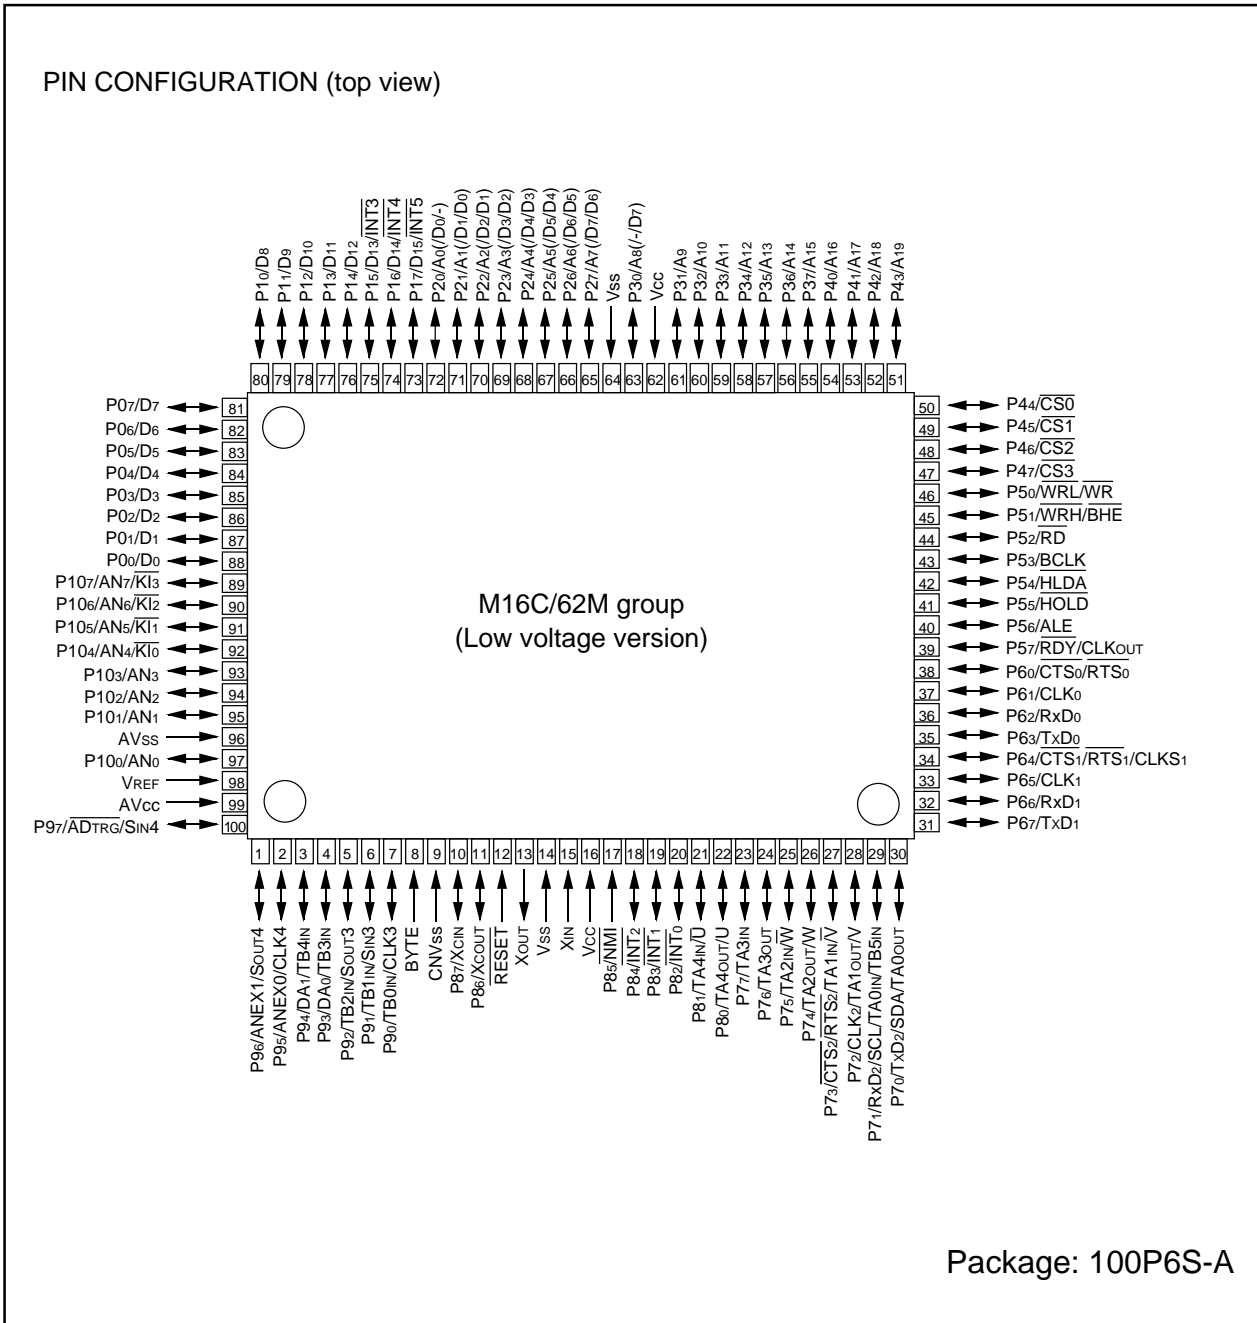 PIN CONFIGURATION (top view)
P10/D8
P11/D9
P12/D10
P13/D11
P14/D12
P15/D13/INT3
P16/D14/INT4
P17/D15/INT5
P20/A0(/D0/-)
P21/A1(/D1/D0)
P22/A2(/D2/D1)
P23/A3(/D3/D2)
P24/A4(/D4/D3)
P25/A5(/D5/D4)
P26/A6(/D6/D5)
P27/A7(/D7/D6)
Vss
P30/A8(/-/D7)
Vcc
P31/A9
P32/A10
P33/A11
P34/A12
P35/A13
P36/A14
P37/A15
P40/A16
P41/A17
P42/A18
P43/A19
80 79 78 77 76 75 74 73 72 71 70 69 68 67 66 65 64 63 62 61 60 59 58 57 56 55 54 53 52 51
P07/D7 81
P06/D6 82
P05/D5 83
P04/D4 84
P03/D3 85
P02/D2 86
P01/D1 87
P00/D0 88
P107/AN7/KI3 89
P106/AN6/KI2 90
P105/AN5/KI1 91
P104/AN4/KI0 92
P103/AN3 93
P102/AN2 94
P101/AN1 95
AVss 96
P100/AN0 97
VREF 98
AVcc 99
P97/ADTRG/SIN4 100
M16C/62M group
(Low voltage version)
50 P44/CS0
49 P45/CS1
48 P46/CS2
47 P47/CS3
46 P50/WRL/WR
45 P51/WRH/BHE
44 P52/RD
43 P53/BCLK
42 P54/HLDA
41 P55/HOLD
40 P56/ALE
39 P57/RDY/CLKOUT
38 P60/CTS0/RTS0
37 P61/CLK0
36 P62/RxD0
35 P63/TxD0
34 P64/CTS1/RTS1/CLKS1
33 P65/CLK1
32 P66/RxD1
31 P67/TxD1
1 2 3 4 5 6 7 8 9 10 11 12 13 14 15 16 17 18 19 20 21 22 23 24 25 26 27 28 29 30
P96/ANEX1/SOUT4
P95/ANEX0/CLK4
P94/DA1/TB4IN
P93/DA0/TB3IN
P92/TB2IN/SOUT3
P91/TB1IN/SIN3
P90/TB0IN/CLK3
BYTE
CNVss
P87/XCIN
P86/XCOUT
RESET
XOUT
Vss
XIN
Vcc
P85/NMI
P84/INT2
P83/INT1
P82/INT0
P81/TA4IN/U
P80/TA4OUT/U
P77/TA3IN
P76/TA3OUT
P75/TA2IN/W
P74/TA2OUT/W
P73/CTS2/RTS2/TA1IN/V
P72/CLK2/TA1OUT/V
P71/RxD2/SCL/TA0IN/TB5IN
P70/TxD2/SDA/TA0OUT
Package: 100P6S-A